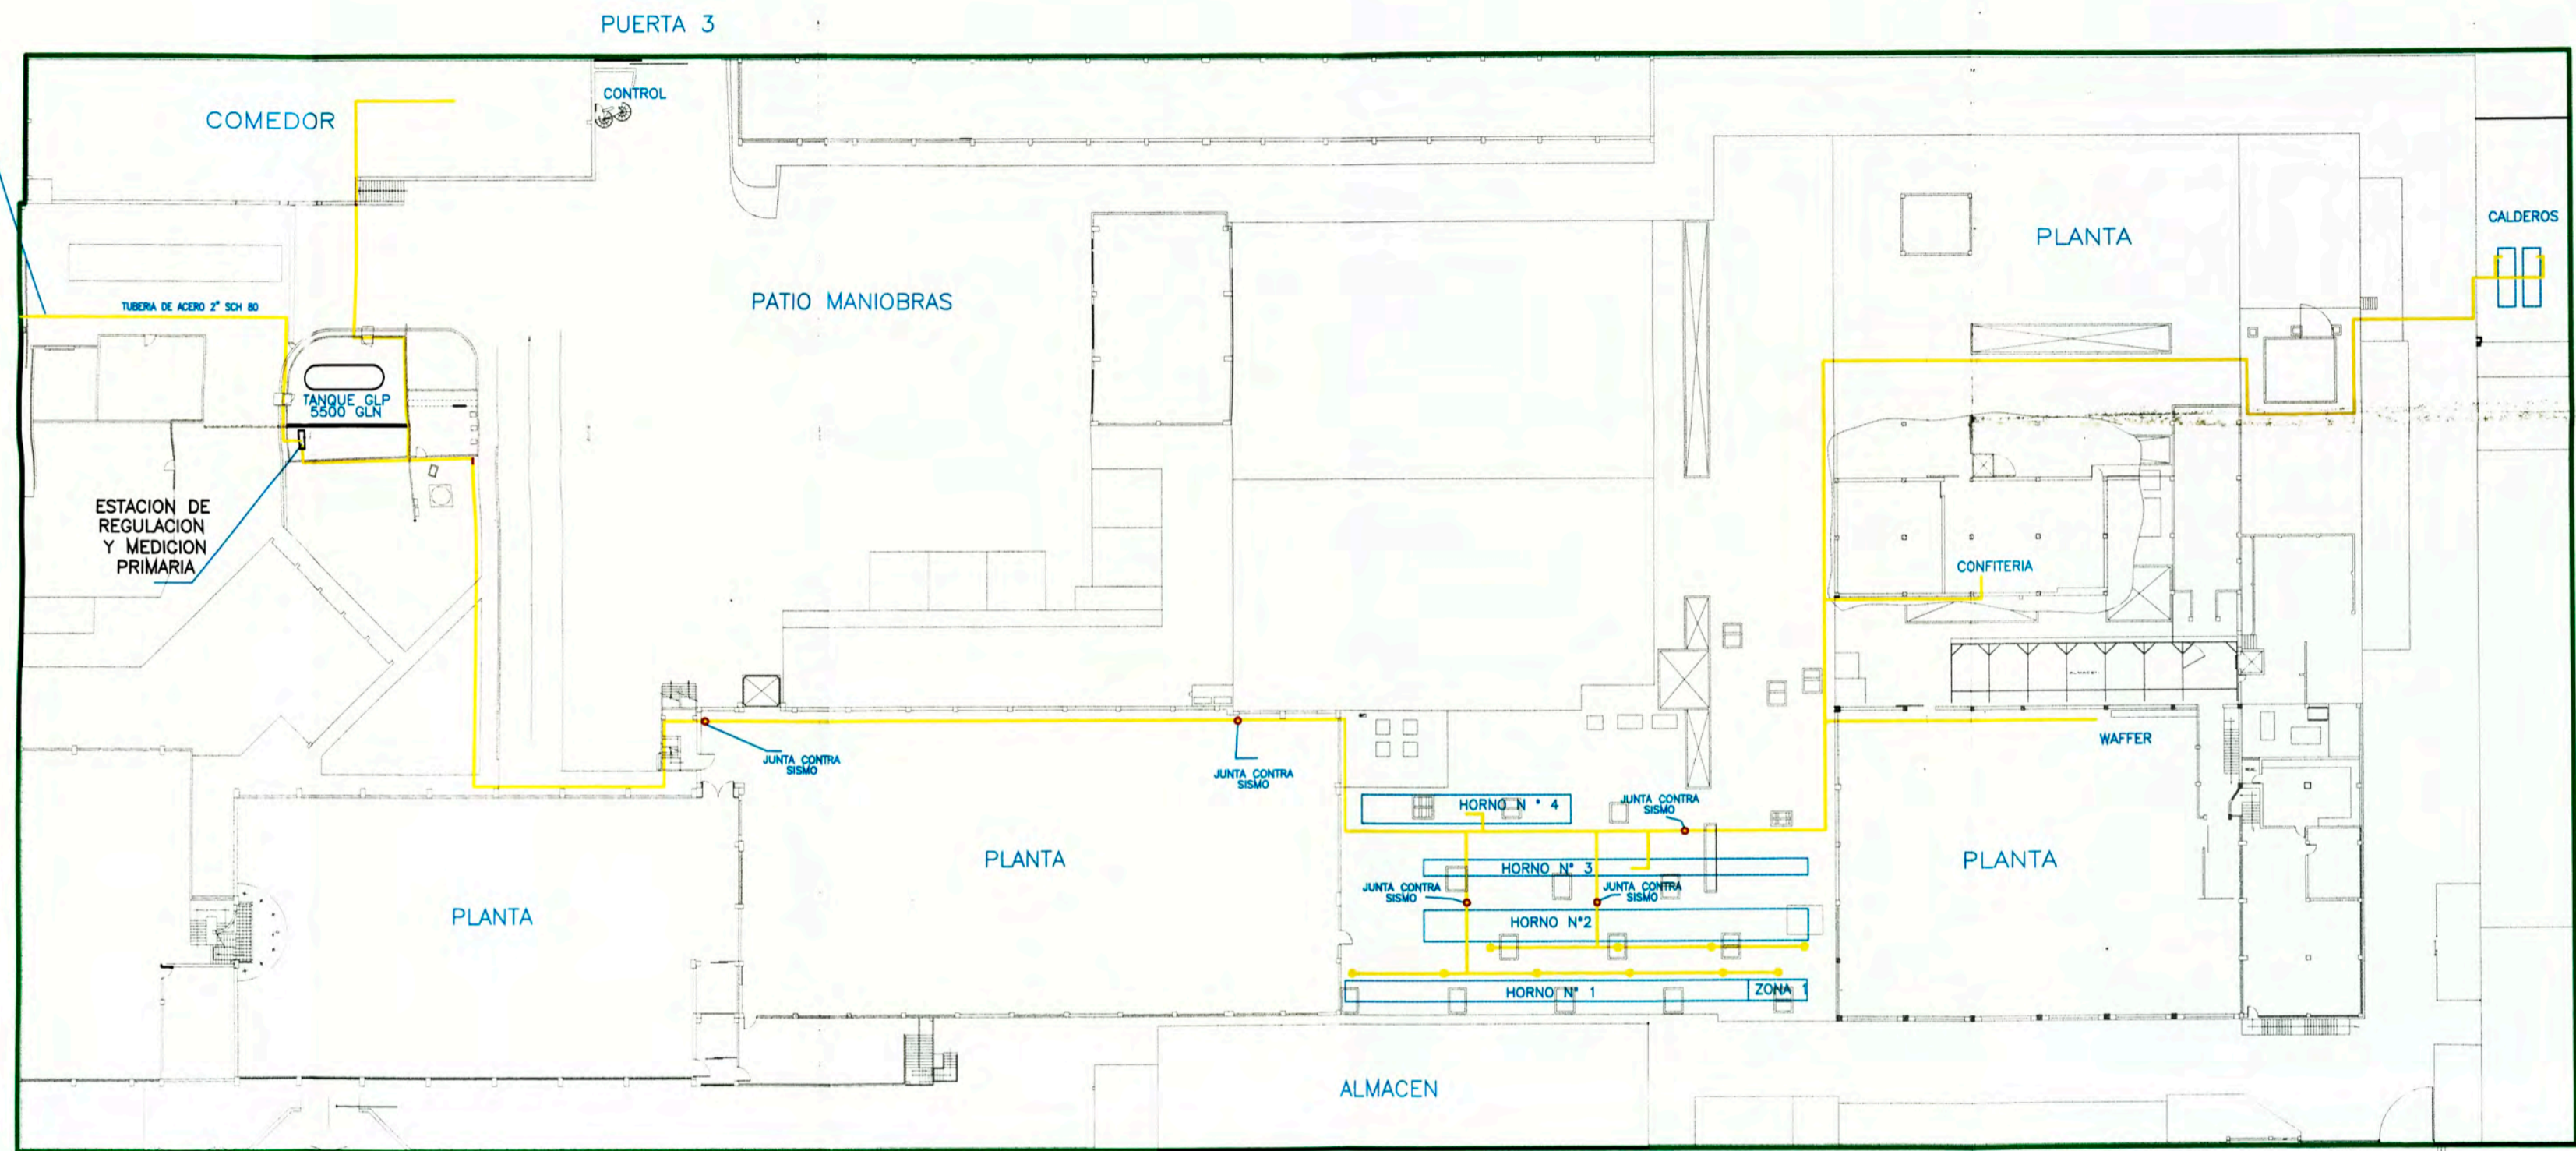 PUERTA 3
CONTROL
COMEDOR
CALDEROS
PLANTA
PATIO MANIOBRAS
TUBERIA DE ACERO 2" SCH 80
TANQUE GLP
5500 GLN
ESTACION DE
REGULACION
Y MEDICION
PRIMARIA
CONFITERIA
WAFFER
JUNTA CONTRA
SISMO
JUNTA CONTRA
SISMO
HORNO N ° 4
JUNTA CONTRA
SISMO
PLANTA
PLANTA
HORNO N° 3
JUNTA CONTRA
SISMO
JUNTA CONTRA
SISMO
PLANTA
HORNO N°2
HORNO N° 1
ZONA 1
ALMACEN